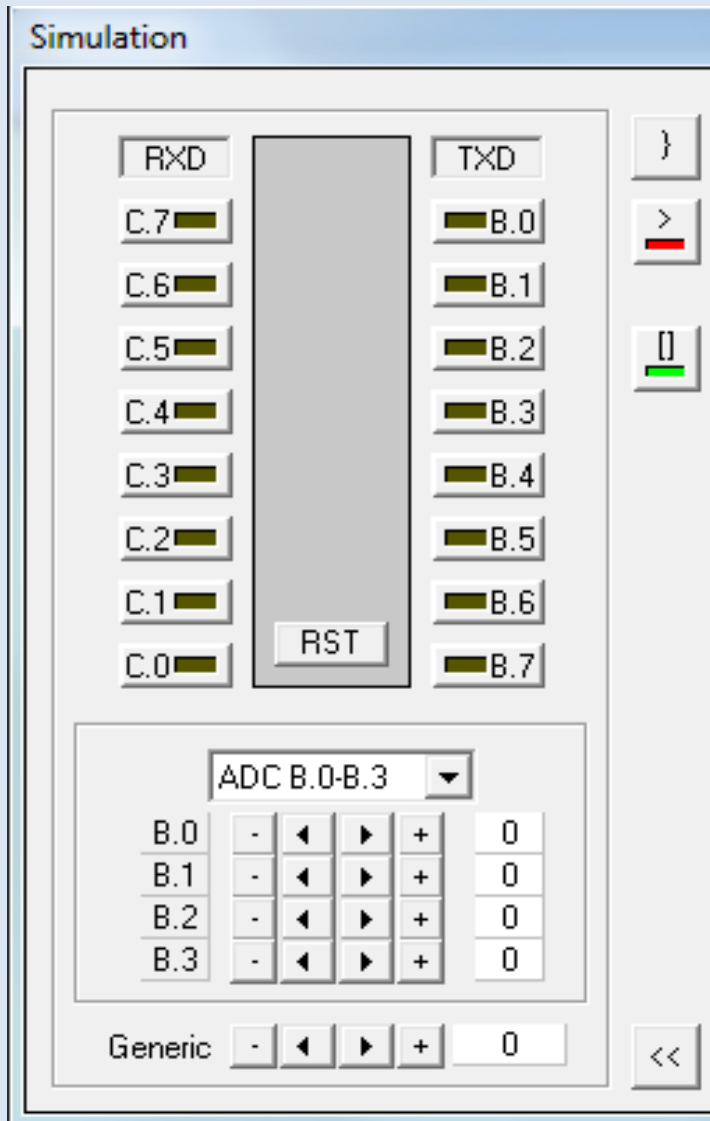 Simulation
RXD TXD }
C.7 B.0 >
C.6 B.1
C.5 B.2 []
C.4 B.3
C.3 B.4
C.2 B.5
C.1 B.6
RST
C.0 B.7
ADC B.0-B.3
B.0 - + 0
B.1 - + 0
B.2 - + 0
B.3 - + 0
Generic - + 0 <<